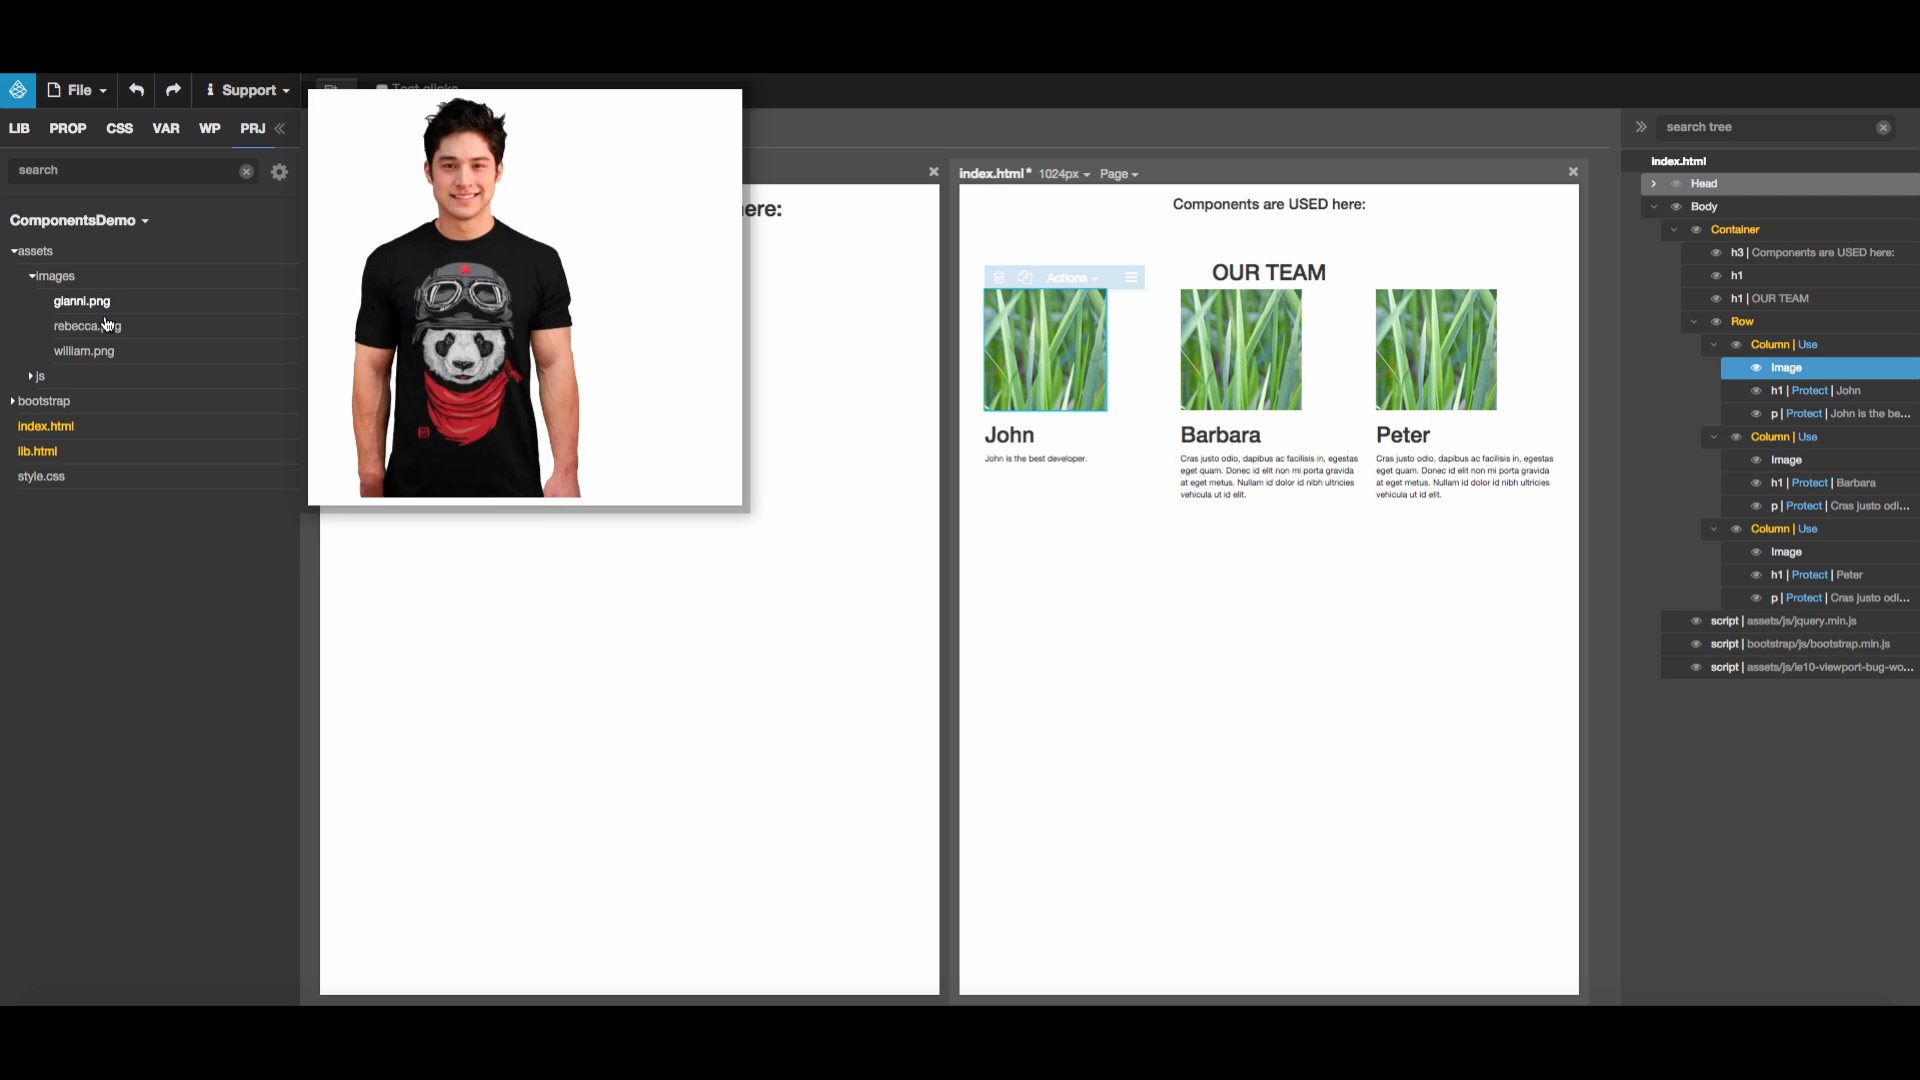 File
Support
LIB PROP CSS VAR WP PRJ
search
ComponentsDemo
assets
images
gianni.png
rebecca.png
william.png
js
bootstrap
index.html
lib.html
style.css
Test clicks
ere:
index.html* 1024px Page
Components are USED here:
OUR TEAM
Actions
John
John is the best developer.
Barbara
Cras justo odio, dapibus ac facilisis in, egestas
eget quam. Donec id elit non mi porta gravida
at eget metus. Nullam id dolor id nibh ultricies
vehicula ut id elit.
Peter
Cras justo odio, dapibus ac facilisis in, egestas
eget quam. Donec id elit non mi porta gravida
at eget metus. Nullam id dolor id nibh ultricies
vehicula ut id elit.
search tree
index.html
Head
Body
Container
h3 | Components are USED here:
h1
h1 | OUR TEAM
Row
Column | Use
Image
h1 | Protect | John
p | Protect | John is the be...
Column | Use
Image
h1 | Protect | Barbara
p | Protect | Cras justo odi...
Column | Use
Image
h1 | Protect | Peter
p | Protect | Cras justo odi...
script | assets/js/jquery.min.js
script | bootstrap/js/bootstrap.min.js
script | assets/js/ie10-viewport-bug-wo...